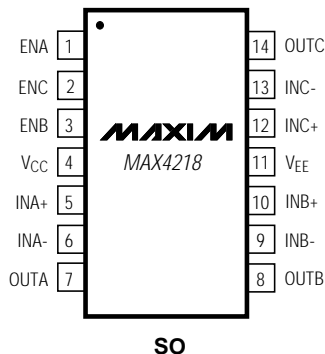 ENA 1 14 OUTC
ENC 2 13 INC-
ENB 3 MAXIM 12 INC+
VCC 4 MAX4218 11 VEE
INA+ 5 10 INB+
INA- 6 9 INB-
OUTA 7 8 OUTB
SO